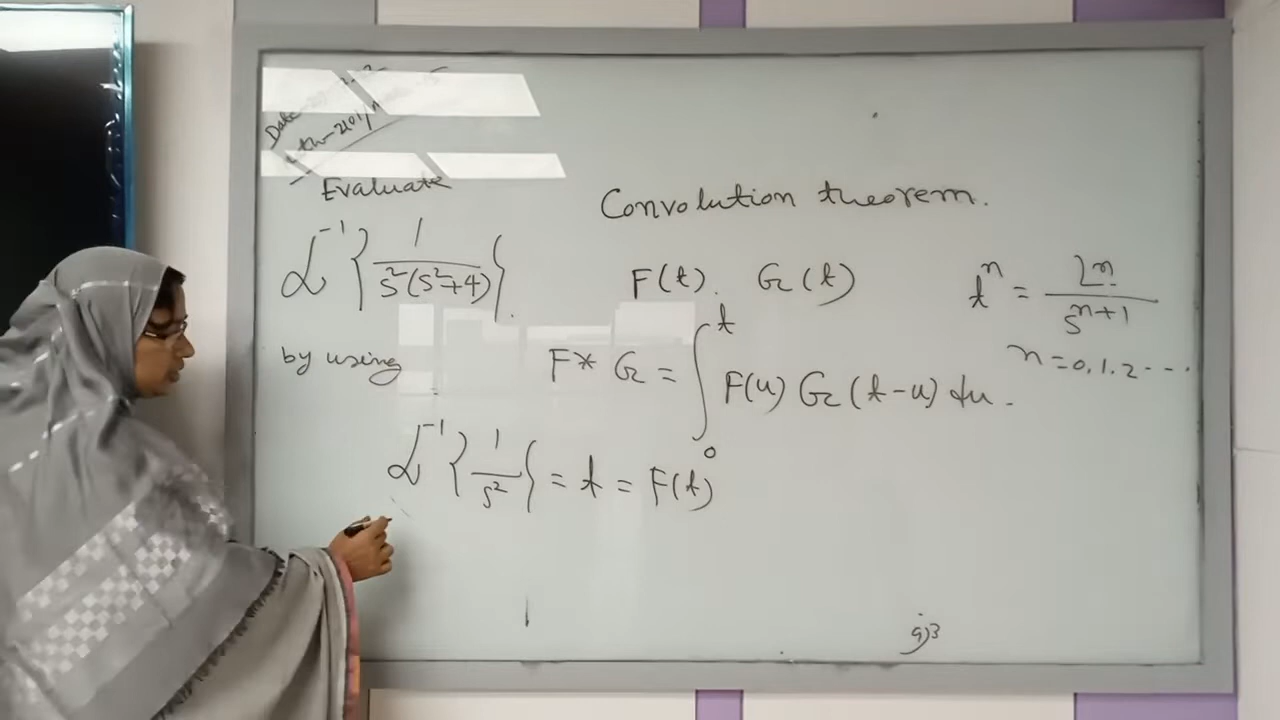 Date
Evaluate
Convolution theorem.
ℒ⁻¹ { 1 / s²(s²+4) }.
F(t). G(t)
tⁿ = ⌊n / sⁿ⁺¹
n = 0, 1, 2 - - - .
by using
F * G = ∫₀ᵗ F(u) G(t-u) du.
ℒ⁻¹ { 1 / s² } = t = F(t)